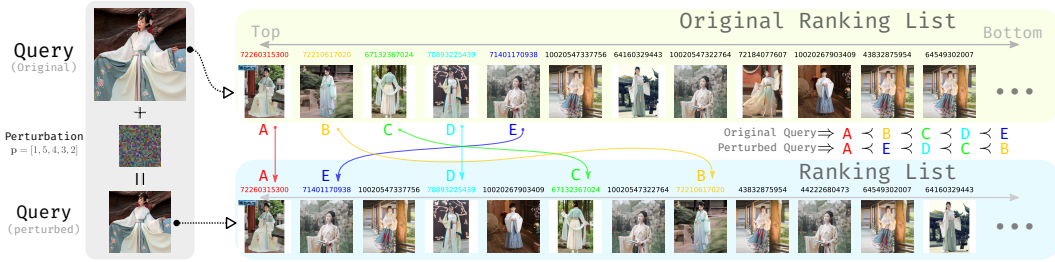 Query
(Original)
+
Perturbation
p = [1, 5, 4, 3, 2]
=
Query
(perturbed)
Original Ranking List
Top
Bottom
72260315300 72210617020 67132367024 78893225439 71401170938 10020547337756 64160329443 10020547322764 72184077607 10020267903409 43832875954 64549302007
A B C D E
Original Query⇒ A ≺ B ≺ C ≺ D ≺ E
Perturbed Query⇒ A ≺ E ≺ D ≺ C ≺ B
Ranking List
A E D C B
72260315300 71401170938 10020547337756 78893225439 10020267903409 67132367024 10020547322764 72210617020 43832875954 44222680473 64549302007 64160329443